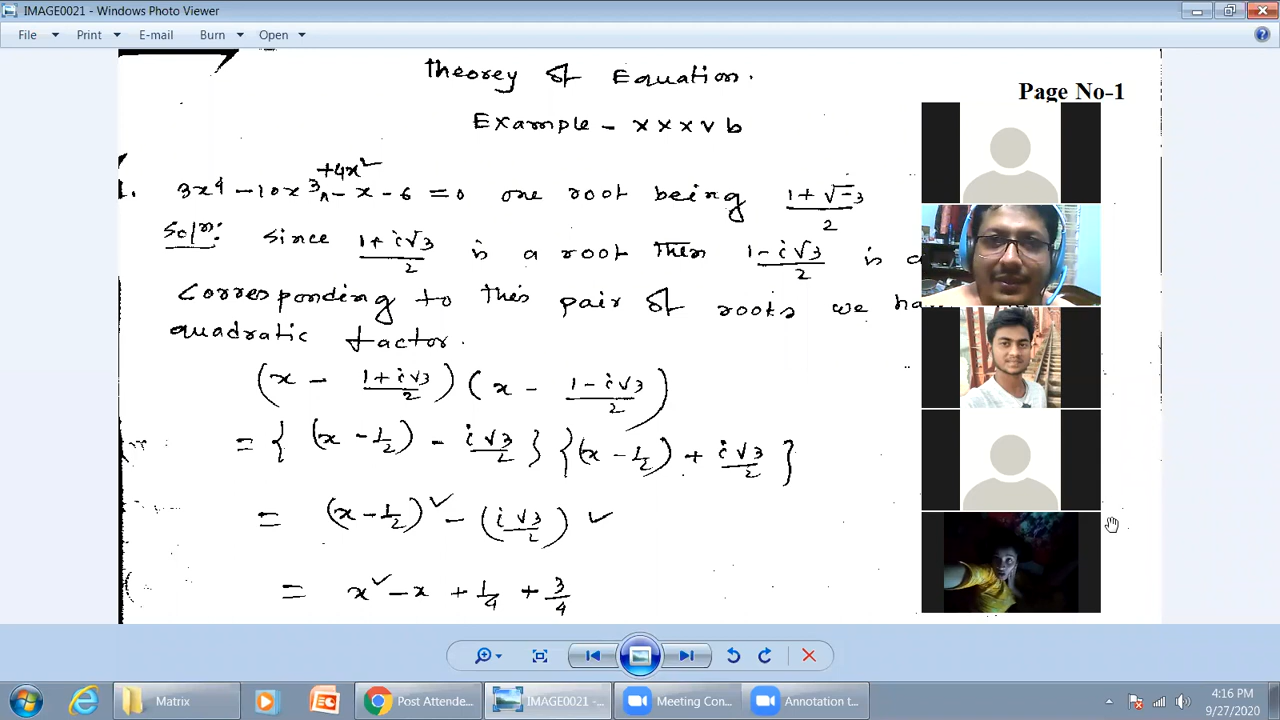 IMAGE0021 - Windows Photo Viewer
File Print E-mail Burn Open
Theorey of Equation.
Page No-1
Example - xxxv b
1. 3x⁴ - 10x³ +4x² - x - 6 = 0 one root being (1+√-3)/2
Soln: Since (1+i√3)/2 is a root Then (1-i√3)/2 is a
Corresponding to this pair of roots we ha
quadratic factor.
(x - (1+i√3)/2) (x - (1-i√3)/2)
= {(x - 1/2) - i√3/2} {(x - 1/2) + i√3/2}
= (x - 1/2)² - (i√3/2)²
= x² - x + 1/4 + 3/4
Matrix
Post Attende...
IMAGE0021 -...
Meeting Con...
Annotation t...
4:16 PM
9/27/2020